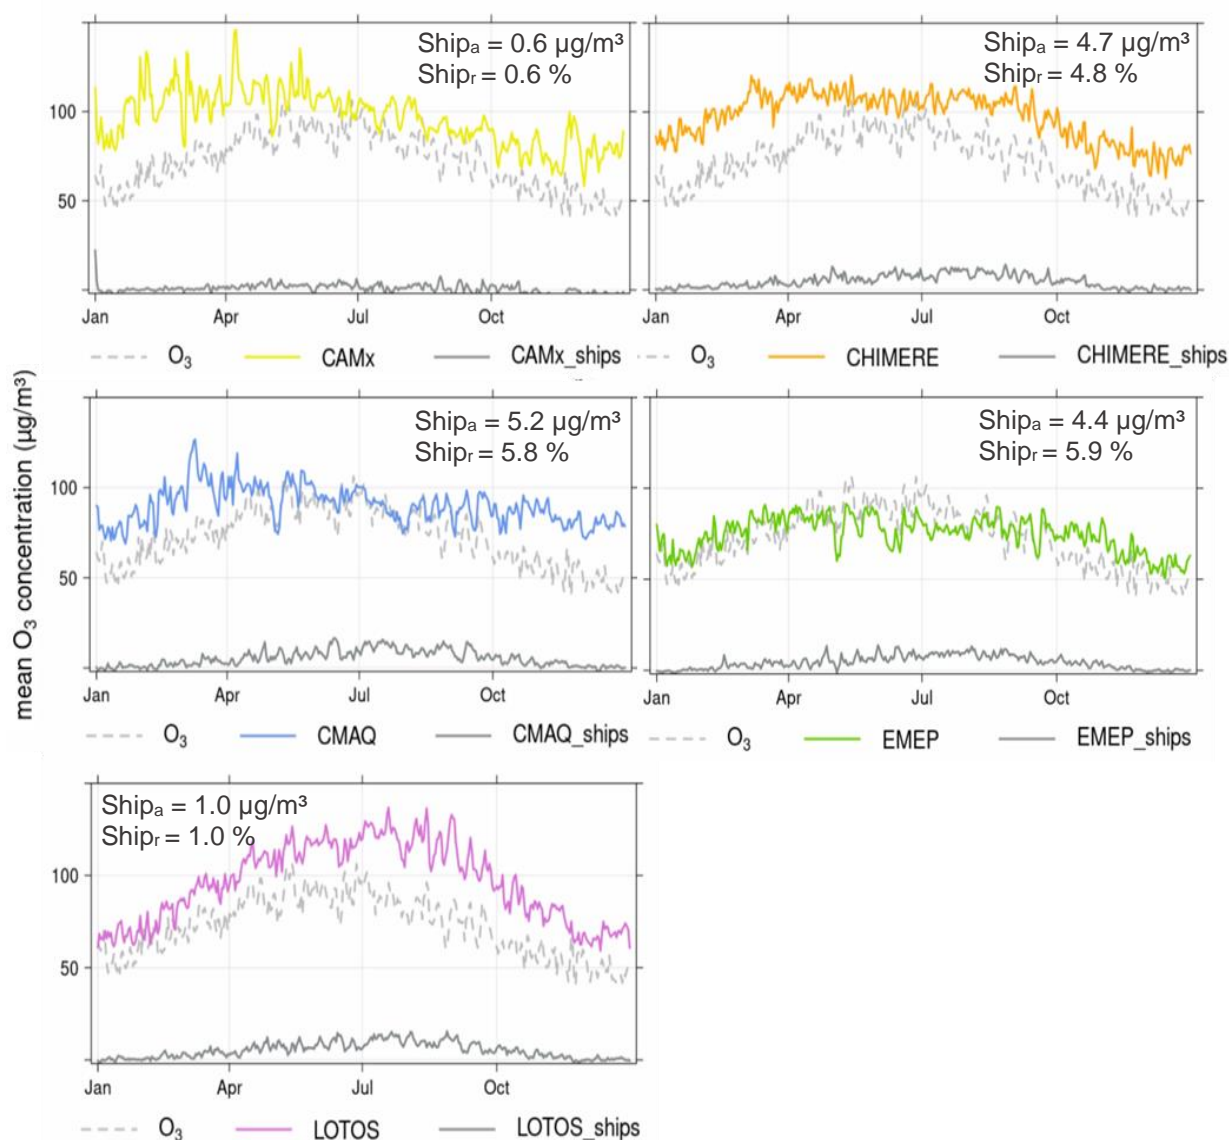 Shipₐ = 0.6 µg/m³
Shipᵣ = 0.6 %
100
50
Jan Apr Jul Oct
O₃ CAMx CAMx_ships
Shipₐ = 4.7 µg/m³
Shipᵣ = 4.8 %
Jan Apr Jul Oct
O₃ CHIMERE CHIMERE_ships
mean O₃ concentration (µg/m³)
Shipₐ = 5.2 µg/m³
Shipᵣ = 5.8 %
100
50
Jan Apr Jul Oct
O₃ CMAQ CMAQ_ships
Shipₐ = 4.4 µg/m³
Shipᵣ = 5.9 %
Jan Apr Jul Oct
O₃ EMEP EMEP_ships
Shipₐ = 1.0 µg/m³
Shipᵣ = 1.0 %
100
50
Jan Apr Jul Oct
O₃ LOTOS LOTOS_ships